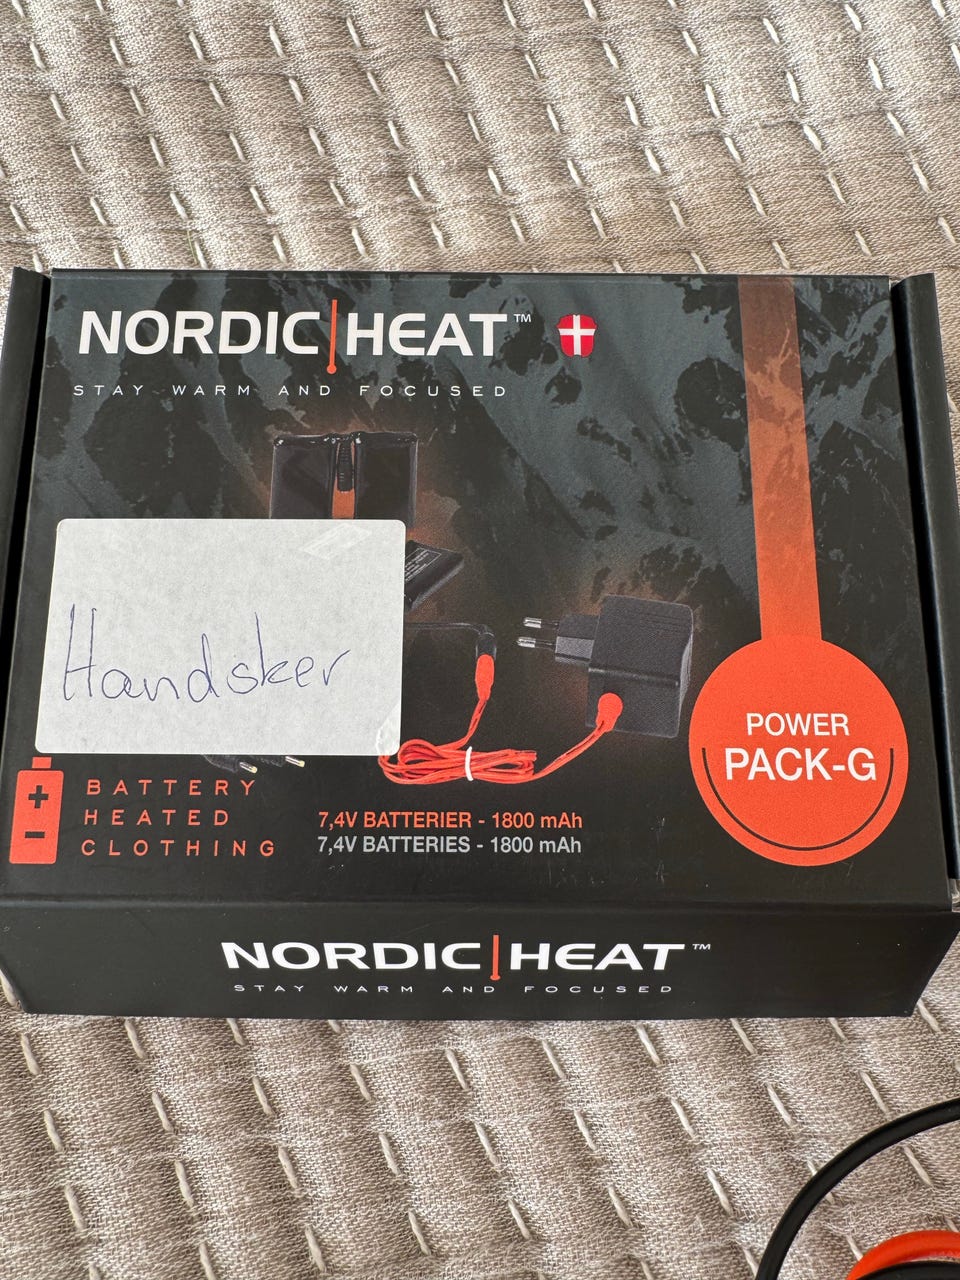 NORDIC|HEAT™
STAY WARM AND FOCUSED
Handsker
POWER
PACK-G
BATTERY
HEATED
CLOTHING
7,4V BATTERIER - 1800 mAh
7,4V BATTERIES - 1800 mAh
NORDIC|HEAT™
STAY WARM AND FOCUSED